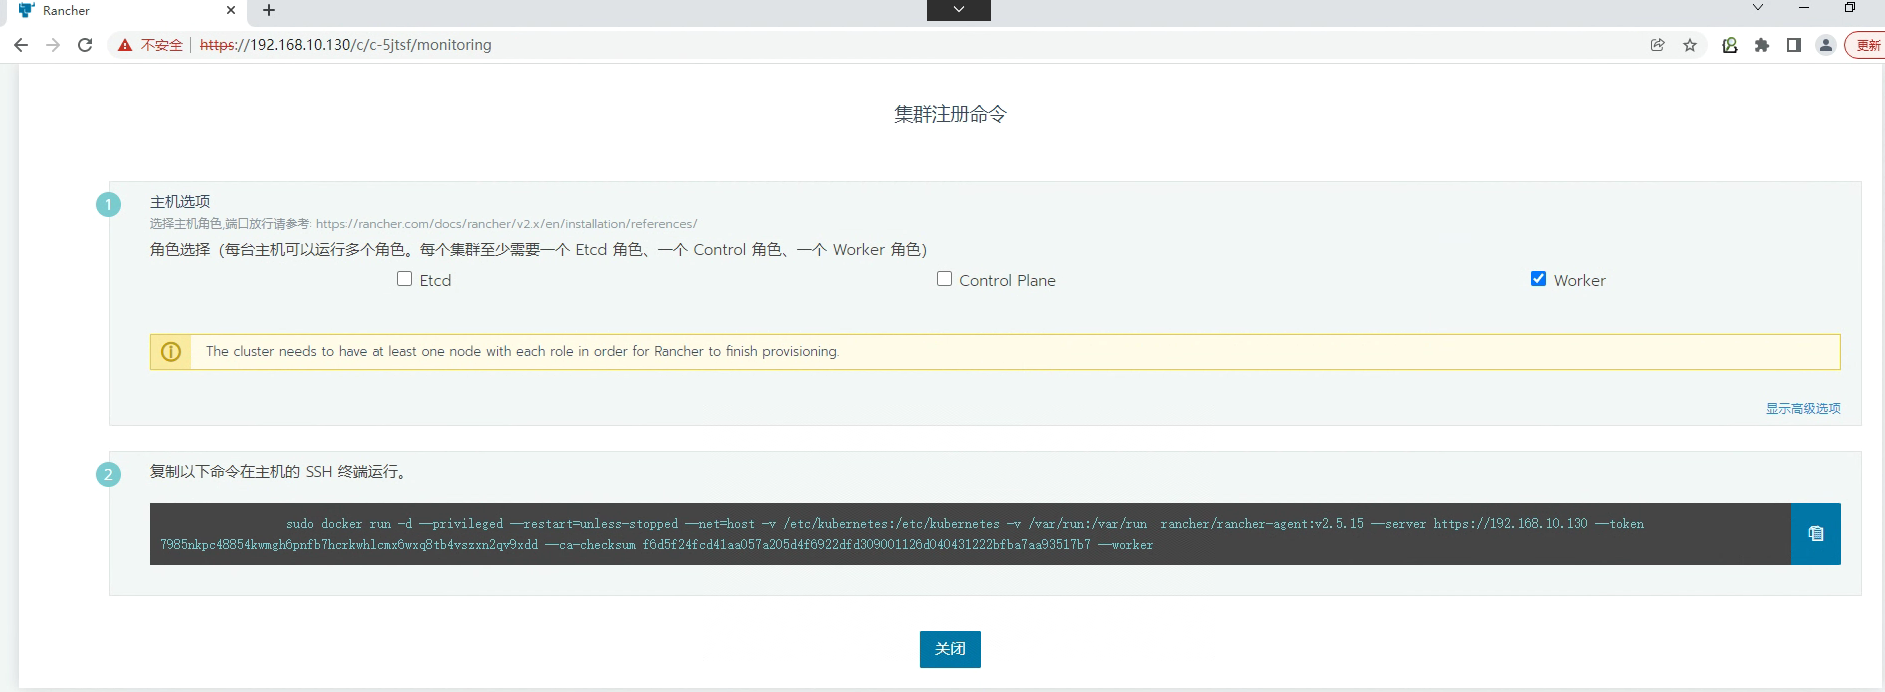 Rancher
不安全 https://192.168.10.130/c/c-5jtsf/monitoring
更新
集群注册命令
1
主机选项
选择主机角色,端口放行请参考: https://rancher.com/docs/rancher/v2.x/en/installation/references/
角色选择（每台主机可以运行多个角色。每个集群至少需要一个 Etcd 角色、一个 Control 角色、一个 Worker 角色）
Etcd Control Plane Worker
The cluster needs to have at least one node with each role in order for Rancher to finish provisioning.
显示高级选项
2
复制以下命令在主机的 SSH 终端运行。
sudo docker run -d --privileged --restart=unless-stopped --net=host -v /etc/kubernetes:/etc/kubernetes -v /var/run:/var/run rancher/rancher-agent:v2.5.15 --server https://192.168.10.130 --token
7985nkpc48854kwmgh6pnfb7hcrkwhlcmx6wxq8tb4vszxn2qv9xdd --ca-checksum f6d5f24fcd41aa057a205d4f6922dfd309001126d040431222bfba7aa93517b7 --worker
关闭